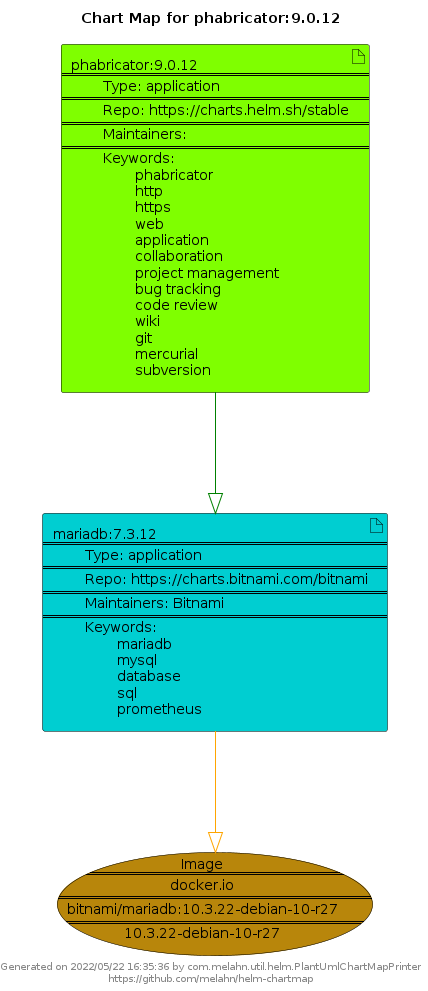 Chart Map for phabricator:9.0.12
phabricator:9.0.12
Type: application
Repo: https://charts.helm.sh/stable
Maintainers:
Keywords:
phabricator
http
https
web
application
collaboration
project management
bug tracking
code review
wiki
git
mercurial
subversion
mariadb:7.3.12
Type: application
Repo: https://charts.bitnami.com/bitnami
Maintainers: Bitnami
Keywords:
mariadb
mysql
database
sql
prometheus
Image
docker.io
bitnami/mariadb:10.3.22-debian-10-r27
10.3.22-debian-10-r27
Generated on 2022/05/22 16:35:36 by com.melahn.util.helm.PlantUmlChartMapPrinter
https://github.com/melahn/helm-chartmap